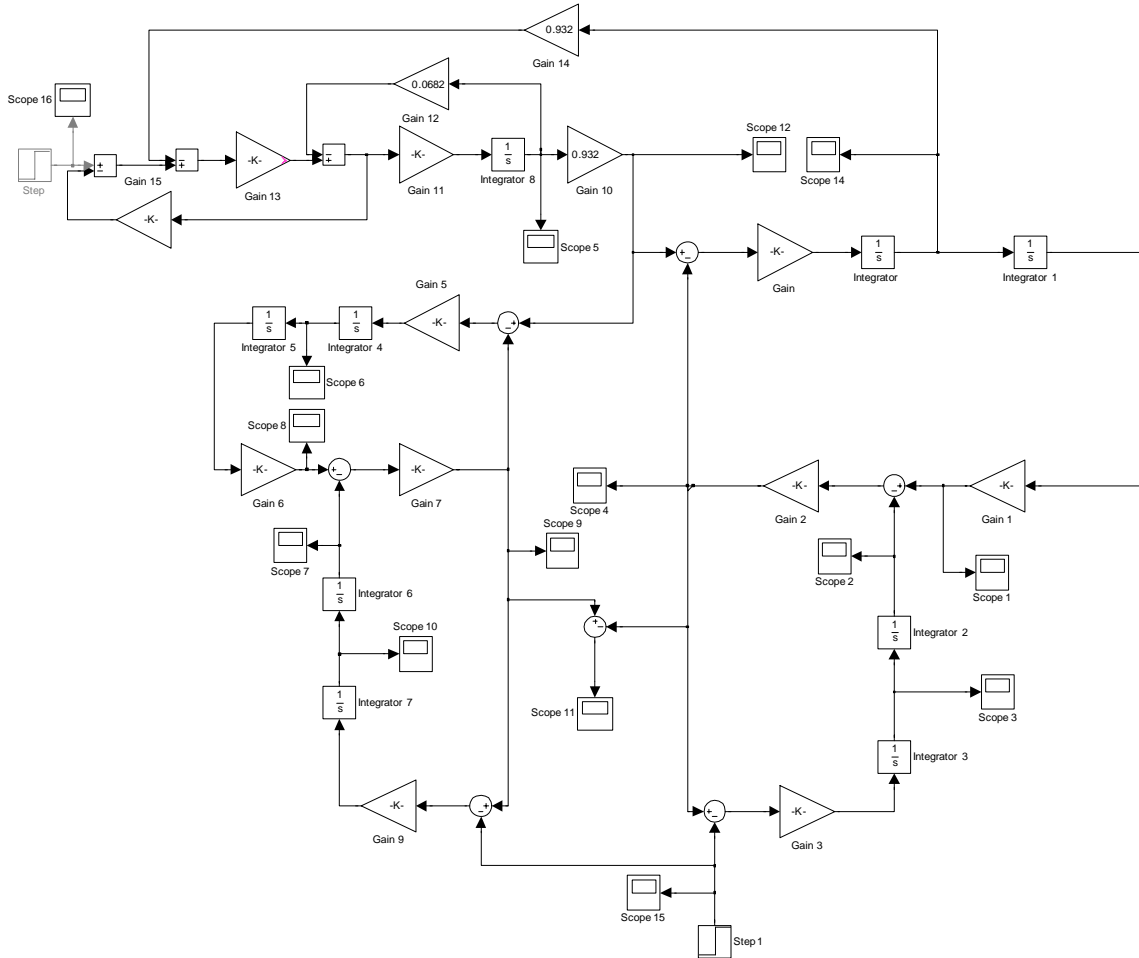 0.932
Gain 14
0.0682
Gain 12
Scope 16
Step
±
±
Gain 15
-K-
−
+
-K-
Gain 13
−
+
-K-
Gain 11
1
s
Integrator 8
0.932
Gain 10
Scope 12
Scope 14
Scope 5
+
−
-K-
Gain
1
s
Integrator
1
s
Integrator 1
Gain 5
1
s
Integrator 5
1
s
Integrator 4
-K-
−
+
Scope 6
Scope 8
-K-
Gain 6
+
−
-K-
Gain 7
Scope 4
-K-
Gain 2
−
+
-K-
Gain 1
Scope 9
Scope 7
Scope 2
Scope 1
1
s
Integrator 6
Scope 10
+
−
1
s
Integrator 2
1
s
Integrator 7
Scope 11
Scope 3
1
s
Integrator 3
-K-
Gain 9
−
+
+
−
-K-
Gain 3
Scope 15
Step 1